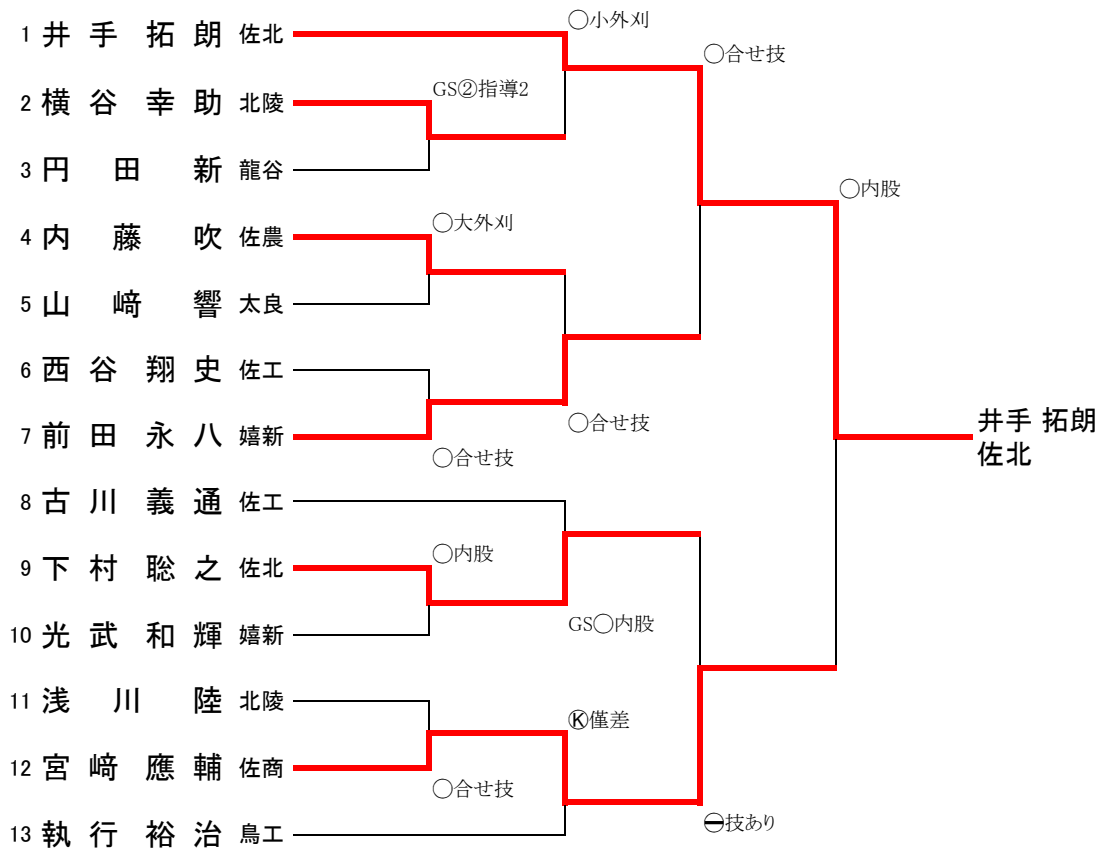 1 井手拓朗 佐北
2 横谷幸助 北陵
3 円田新 龍谷
4 内藤吹 佐農
5 山﨑響 太良
6 西谷翔史 佐工
7 前田永八 嬉新
8 古川義通 佐工
9 下村聡之 佐北
10 光武和輝 嬉新
11 浅川陸 北陵
12 宮﨑應輔 佐商
13 執行裕治 鳥工
GS②指導2
○大外刈
○合せ技
○内股
○合せ技
○小外刈
○合せ技
GS○内股
Ⓚ僅差
○合せ技
⊖技あり
○内股
井手 拓朗
佐北